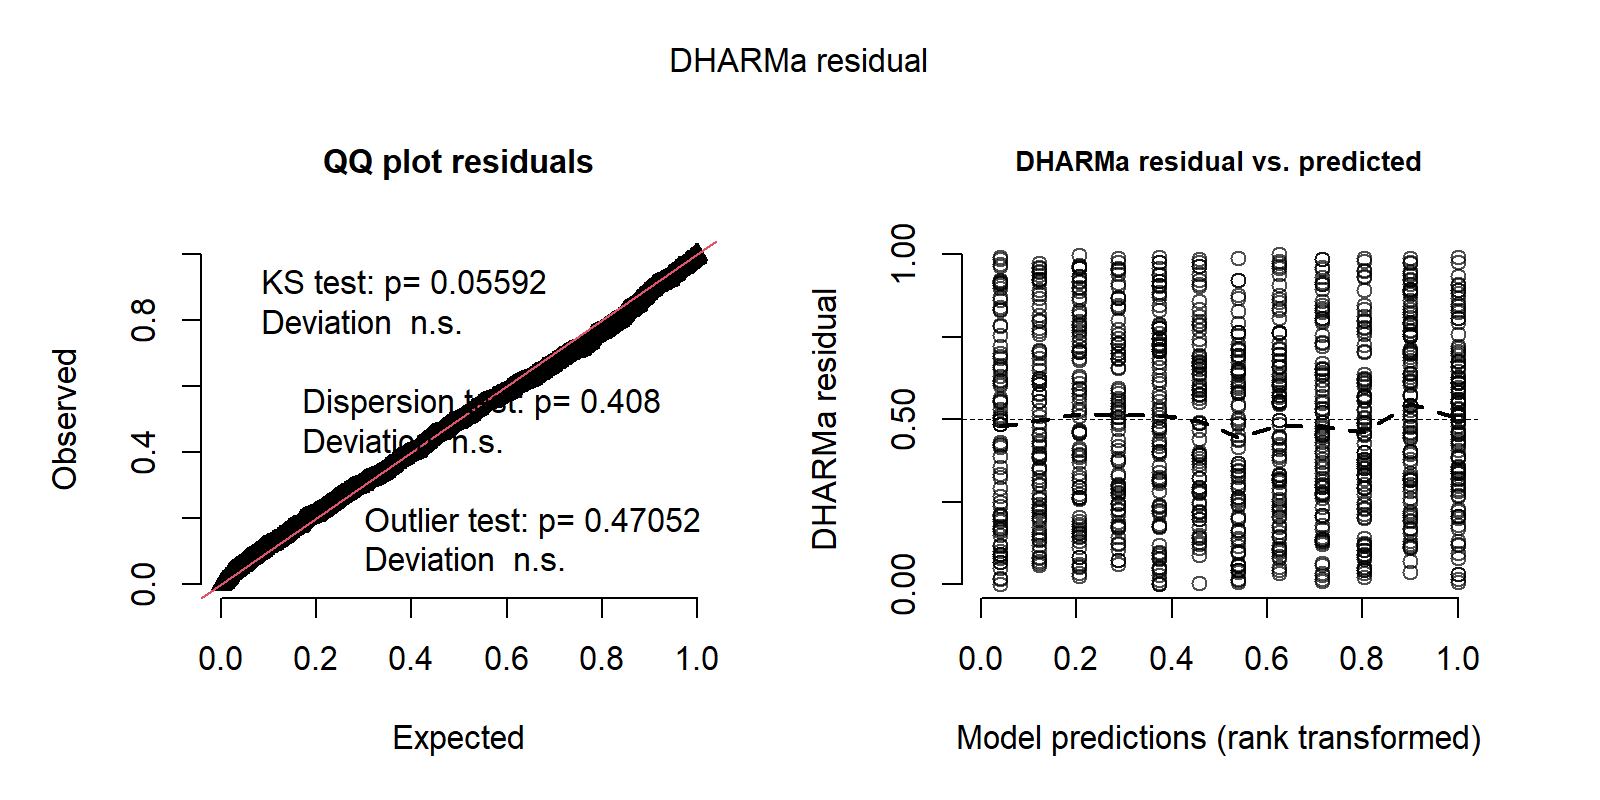 DHARMa residual
QQ plot residuals
KS test: p= 0.05592
Deviation  n.s.
Dispersion test: p= 0.408
Deviation  n.s.
Outlier test: p= 0.47052
Deviation  n.s.
Observed
0.0
0.4
0.8
0.0 0.2 0.4 0.6 0.8 1.0
Expected
DHARMa residual vs. predicted
DHARMa residual
0.00
0.50
1.00
0.0 0.2 0.4 0.6 0.8 1.0
Model predictions (rank transformed)